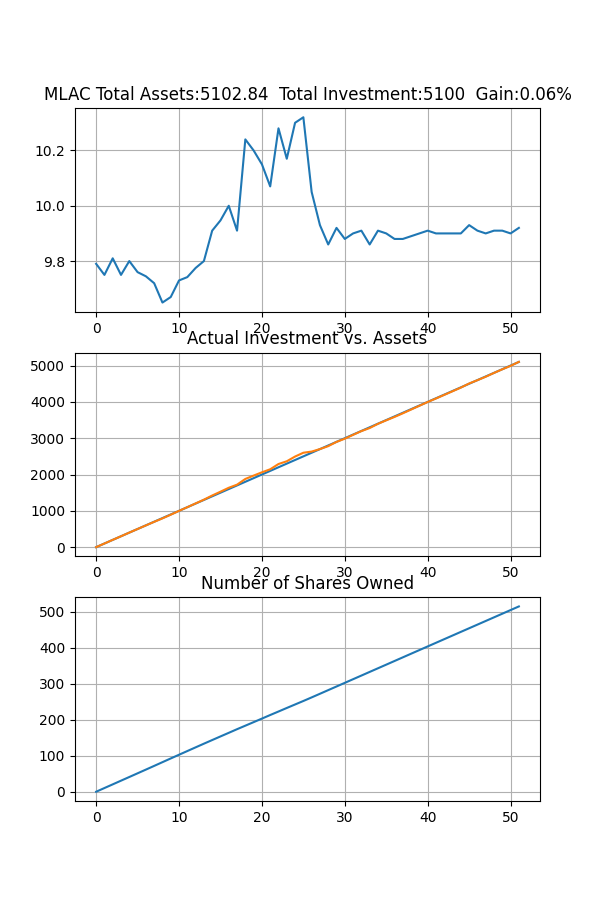 MLAC Total Assets:5102.84  Total Investment:5100  Gain:0.06%
10.2
10.0
9.8
0 10 20 30 40 50
Actual Investment vs. Assets
5000
4000
3000
2000
1000
0
0 10 20 30 40 50
Number of Shares Owned
500
400
300
200
100
0
0 10 20 30 40 50